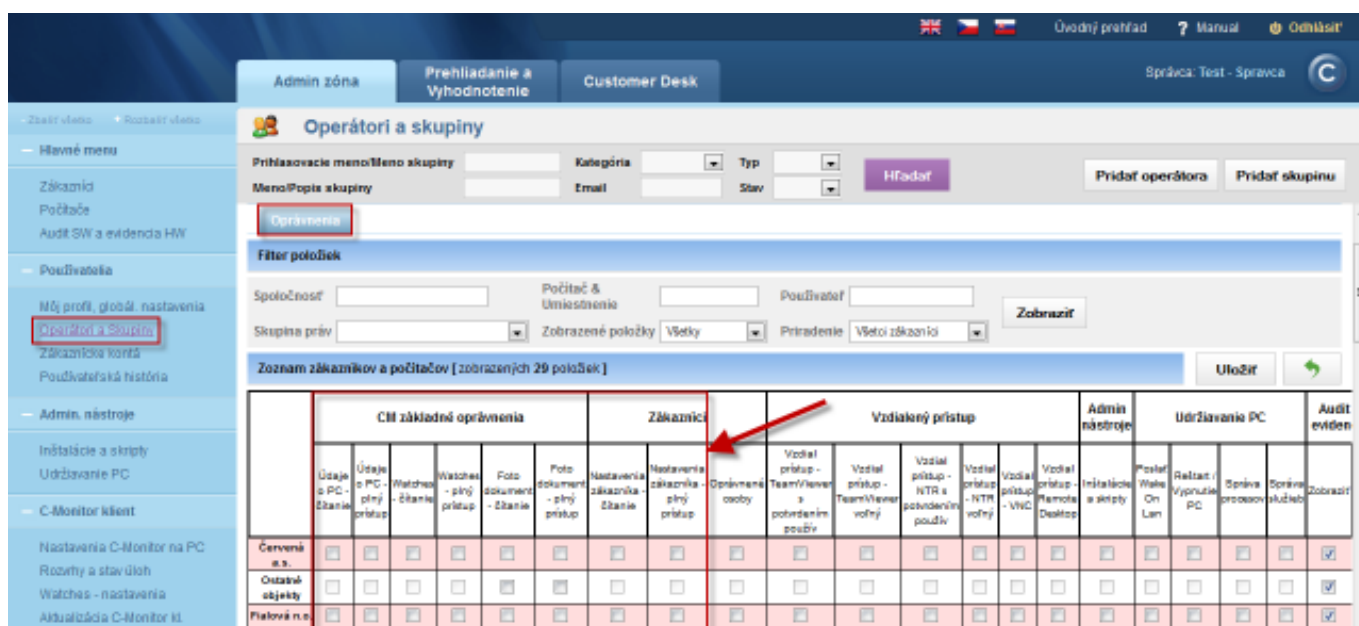 Úvodný prehľad ? Manual Odhlásiť
Admin zóna
Prehliadanie a
Vyhodnotenie
Customer Desk
Správca: Test - Spravca
Zbaliť všetko Rozbaliť všetko
Hlavné menu
Zákazníci
Počítače
Audit SW a evidencia HW
Používatelia
Môj profil, globál. nastavenia
Operátori a Skupiny
Zákaznícke kontá
Používateľská história
Admin. nástroje
Inštalácie a skripty
Udržiavanie PC
C-Monitor klient
Nastavenia C-Monitor na PC
Rozvrhy a stav úloh
Watches - nastavenia
Aktualizácia C-Monitor kl.
Operátori a skupiny
Prihlasovacie meno/Meno skupiny Kategória Typ
Meno/Popis skupiny Email Stav
Hľadať
Pridať operátora Pridať skupinu
Oprávnenia
Filter položiek
Spoločnosť Počítač & Umiestnenie Používateľ
Zobraziť
Skupina práv Zobrazené položky Všetky Priradenie Všetci zákazníci
Zoznam zákazníkov a počítačov [ zobrazených 29 položiek ]
Uložiť
CM základné oprávnenia Zákazníci Vzdialený prístup Admin nástroje Udržiavanie PC Audit eviden
Údaje o PC - čítanie
Údaje o PC - plný prístup
Watches - čítanie
Watches - plný prístup
Foto dokument - čítanie
Foto dokument - plný prístup
Nastavenia zákazníka - čítanie
Nastavenia zákazníka - plný prístup
Oprávnené osoby
Vzdial prístup - TeamViewer s potvrdením použív
Vzdial prístup - TeamViewer voľný
Vzdial prístup - NTR s potvrdením použív
Vzdial prístup - NTR voľný
Vzdial prístup - VNC
Vzdial prístup - Remote Desktop
Inštalácie a skripty
Poslať Wake On Lan
Reštart / Vypnutie PC
Správa procesov
Správa služieb
Zobraziť
Červená a.s.
Ostatné objekty
Fialová n.o.